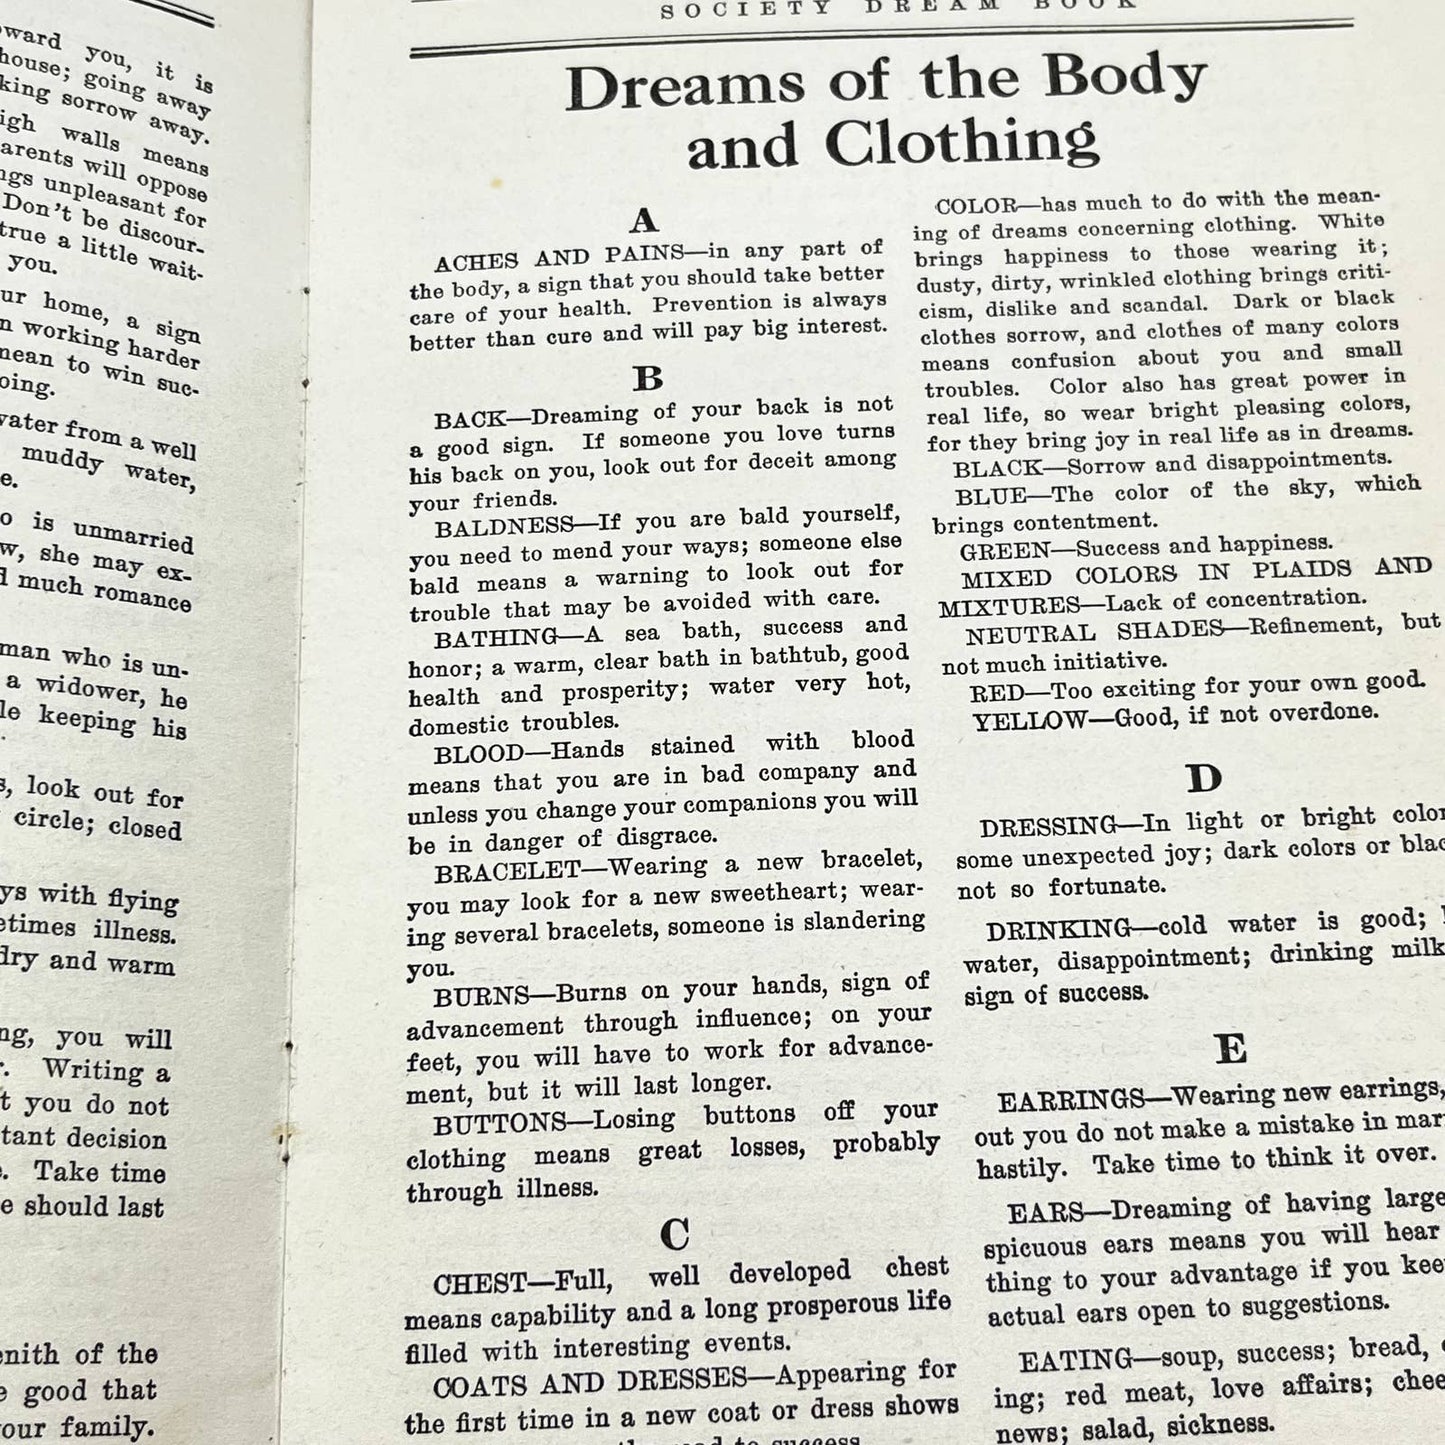 oward you, it is
house; going away
king sorrow away.
igh walls means
arents will oppose
ngs unpleasant for
Don't be discour-
true a little wait-
you.
ur home, a sign
n working harder
mean to win suc-
oing.
water from a well
muddy water,
e.
o is unmarried
w, she may ex-
d much romance
man who is un-
a widower, he
le keeping his
s, look out for
circle; closed
ys with flying
etimes illness.
dry and warm
ng, you will
r. Writing a
t you do not
tant decision
e. Take time
e should last
enith of the
e good that
your family.
SOCIETY DREAM BOOK
Dreams of the Body
and Clothing
A
ACHES AND PAINS—in any part of
the body, a sign that you should take better
care of your health. Prevention is always
better than cure and will pay big interest.
B
BACK—Dreaming of your back is not
a good sign. If someone you love turns
his back on you, look out for deceit among
your friends.
BALDNESS—If you are bald yourself,
you need to mend your ways; someone else
bald means a warning to look out for
trouble that may be avoided with care.
BATHING—A sea bath, success and
honor; a warm, clear bath in bathtub, good
health and prosperity; water very hot,
domestic troubles.
BLOOD—Hands stained with blood
means that you are in bad company and
unless you change your companions you will
be in danger of disgrace.
BRACELET—Wearing a new bracelet,
you may look for a new sweetheart; wear-
ing several bracelets, someone is slandering
you.
BURNS—Burns on your hands, sign of
advancement through influence; on your
feet, you will have to work for advance-
ment, but it will last longer.
BUTTONS—Losing buttons off your
clothing means great losses, probably
through illness.
C
CHEST—Full, well developed chest
means capability and a long prosperous life
filled with interesting events.
COATS AND DRESSES—Appearing for
the first time in a new coat or dress shows
to success
COLOR—has much to do with the mean-
ing of dreams concerning clothing. White
brings happiness to those wearing it;
dusty, dirty, wrinkled clothing brings criti-
cism, dislike and scandal. Dark or black
clothes sorrow, and clothes of many colors
means confusion about you and small
troubles. Color also has great power in
real life, so wear bright pleasing colors,
for they bring joy in real life as in dreams.
BLACK—Sorrow and disappointments.
BLUE—The color of the sky, which
brings contentment.
GREEN—Success and happiness.
MIXED COLORS IN PLAIDS AND
MIXTURES—Lack of concentration.
NEUTRAL SHADES—Refinement, but
not much initiative.
RED—Too exciting for your own good.
YELLOW—Good, if not overdone.
D
DRESSING—In light or bright color
some unexpected joy; dark colors or blac
not so fortunate.
DRINKING—cold water is good;
water, disappointment; drinking milk
sign of success.
E
EARRINGS—Wearing new earrings,
out you do not make a mistake in mar
hastily. Take time to think it over.
EARS—Dreaming of having large
spicuous ears means you will hear
thing to your advantage if you kee
actual ears open to suggestions.
EATING—soup, success; bread,
ing; red meat, love affairs; chee
news; salad, sickness.